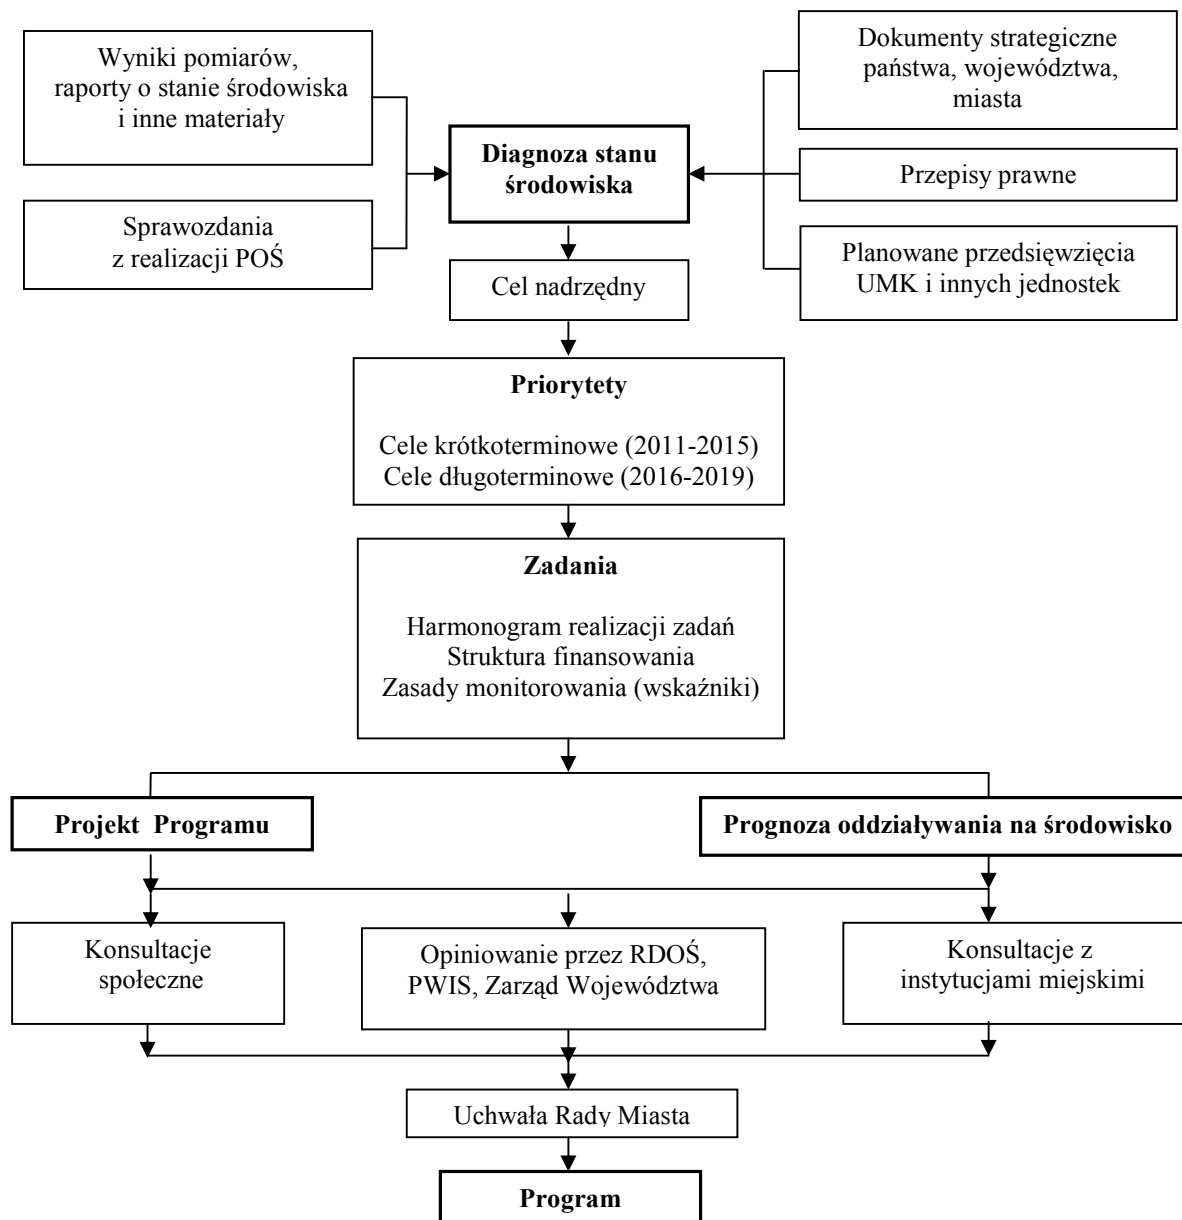 Wyniki pomiarów,
raporty o stanie środowiska
i inne materiały
Dokumenty strategiczne
państwa, województwa,
miasta
Diagnoza stanu
środowiska
Przepisy prawne
Sprawozdania
z realizacji POŚ
Planowane przedsięwzięcia
UMK i innych jednostek
Cel nadrzędny
Priorytety
Cele krótkoterminowe (2011-2015)
Cele długoterminowe (2016-2019)
Zadania
Harmonogram realizacji zadań
Struktura finansowania
Zasady monitorowania (wskaźniki)
Projekt Programu
Prognoza oddziaływania na środowisko
Konsultacje
społeczne
Opiniowanie przez RDOŚ,
PWIS, Zarząd Województwa
Konsultacje z
instytucjami miejskimi
Uchwała Rady Miasta
Program